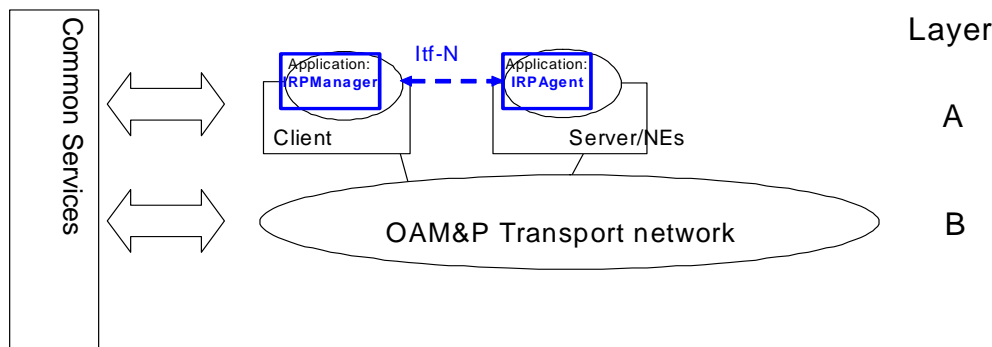 Common Services
Layer
Itf-N
Application:
IRPManager
Application:
IRPAgent
A
Client
Server/NEs
OAM&P Transport network
B